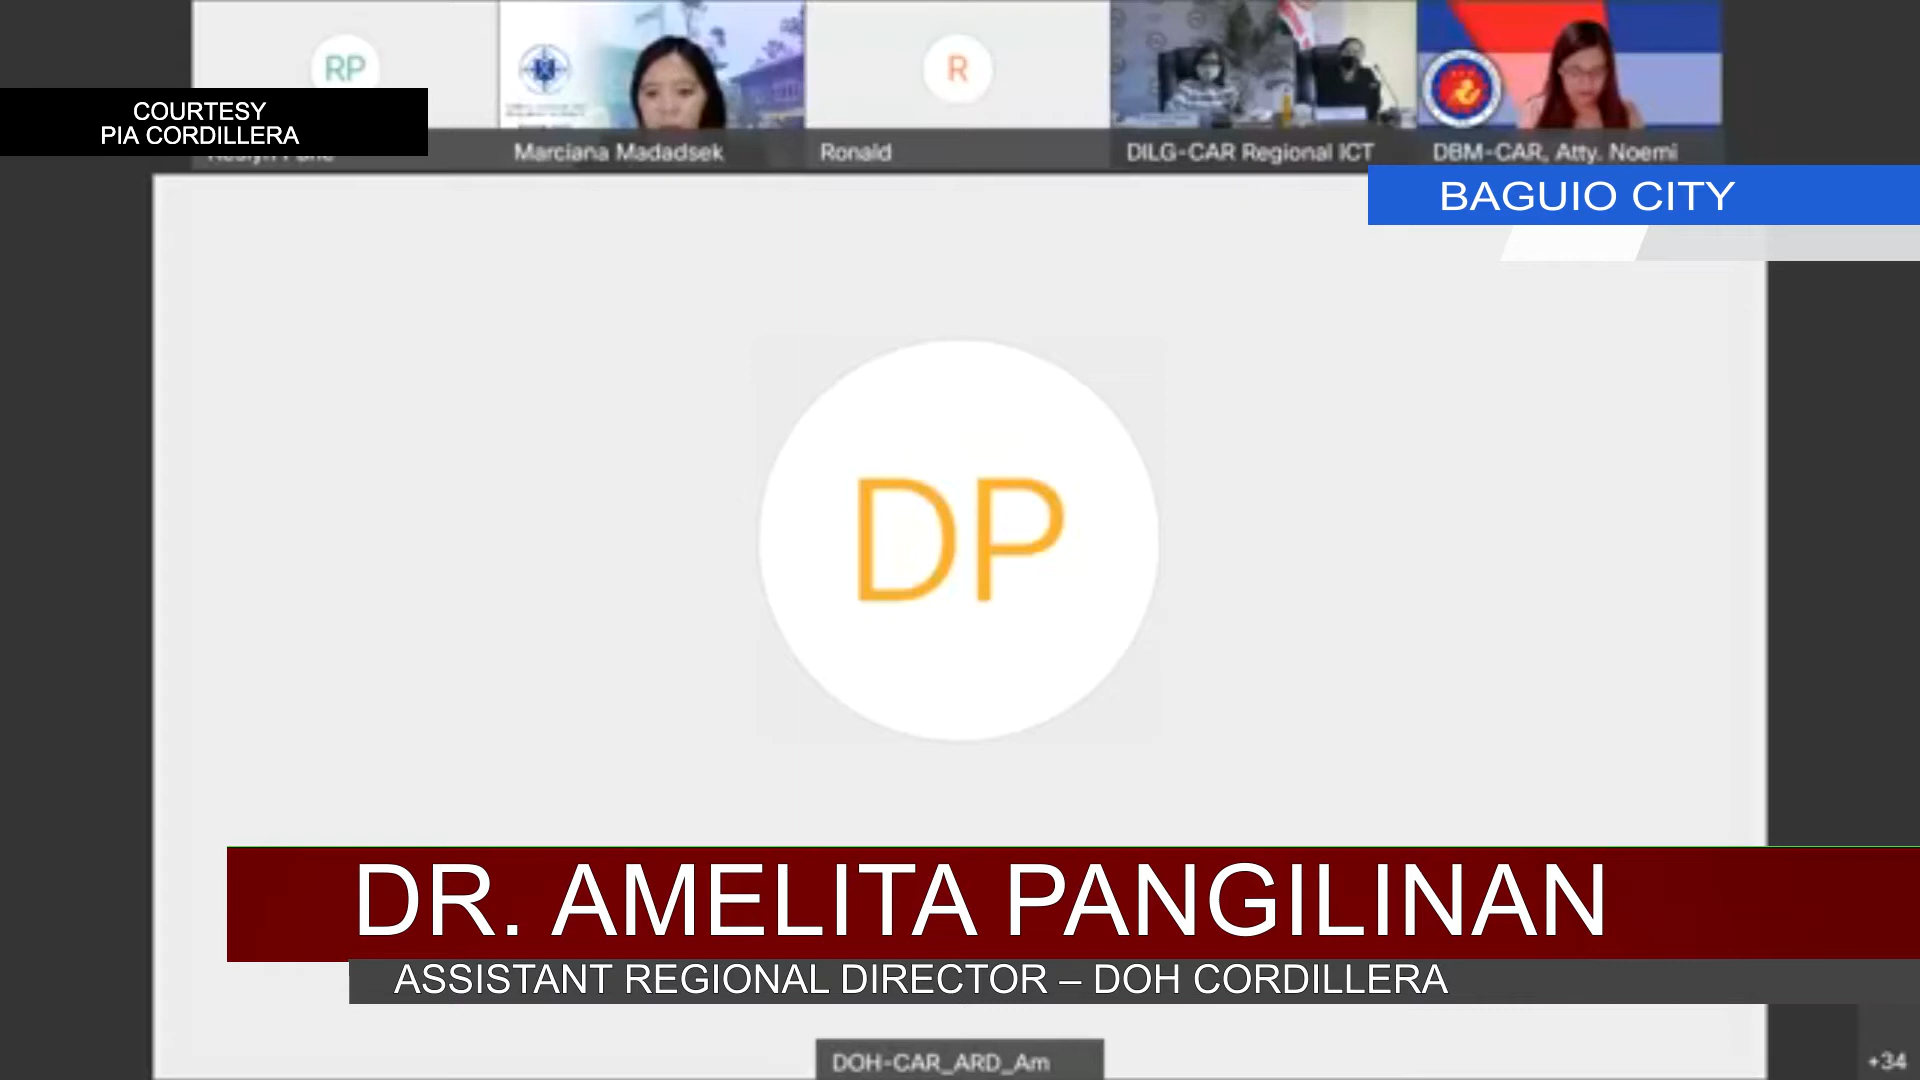 RP
R
COURTESY
PIA CORDILLERA
Marciana Madadsek
Ronald
DILG-CAR Regional ICT
DBM-CAR, Atty. Noemi
BAGUIO CITY
DP
DR. AMELITA PANGILINAN
ASSISTANT REGIONAL DIRECTOR – DOH CORDILLERA
DOH-CAR_ARD_Am
+34